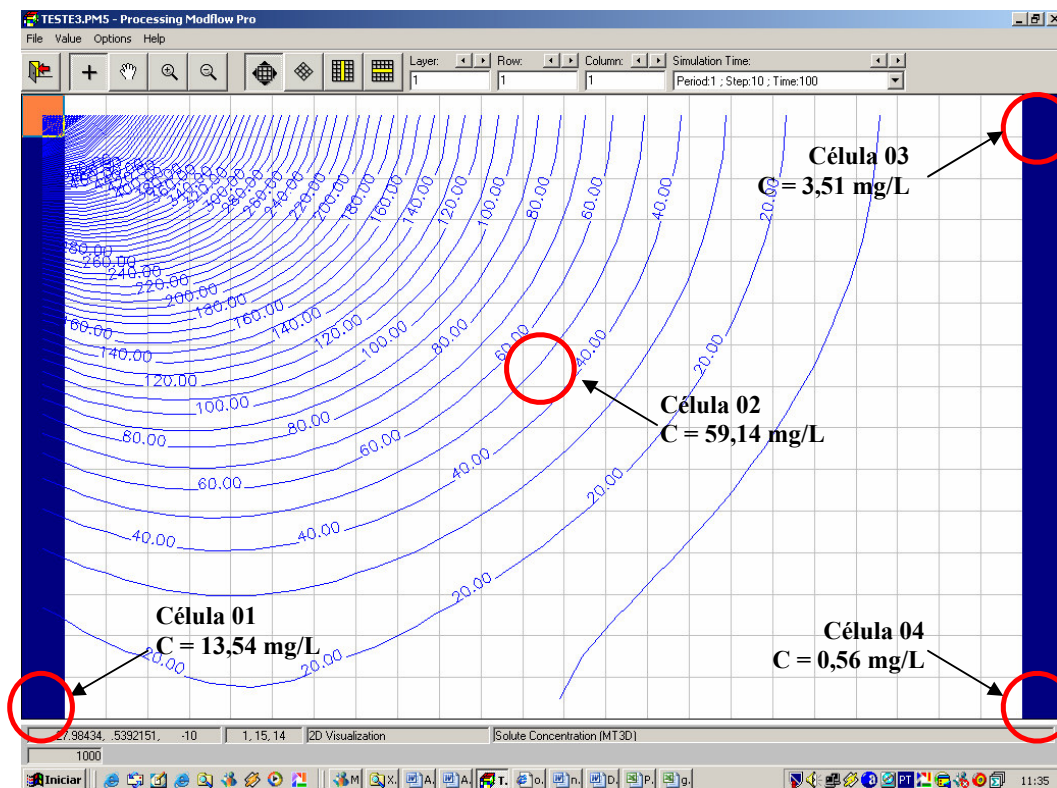 TESTE3.PM5 - Processing Modflow Pro
File Value Options Help
Layer: Row: Column: Simulation Time:
1 1 1 Period:1 ; Step:10 ; Time:100
Célula 03
C = 3,51 mg/L
320.00 300.00 280.00 260.00 240.00 220.00 200.00 180.00 160.00 140.00 120.00 100.00 80.00 60.00 40.00 20.00
280.00
260.00
240.00
220.00
200.00
180.00
160.00
140.00
120.00
100.00
80.00
60.00
40.00
20.00
160.00
140.00
120.00
100.00
80.00
60.00
40.00
20.00
80.00
60.00
40.00
20.00
40.00
20.00
20.00
Célula 02
C = 59,14 mg/L
Célula 01
C = 13,54 mg/L
Célula 04
C = 0,56 mg/L
27.98434, .5392151, -10 1, 15, 14 2D Visualization Solute Concentration (MT3D)
1000
Iniciar M X. A. A. T. o. n. D. P. g. PT 11:35